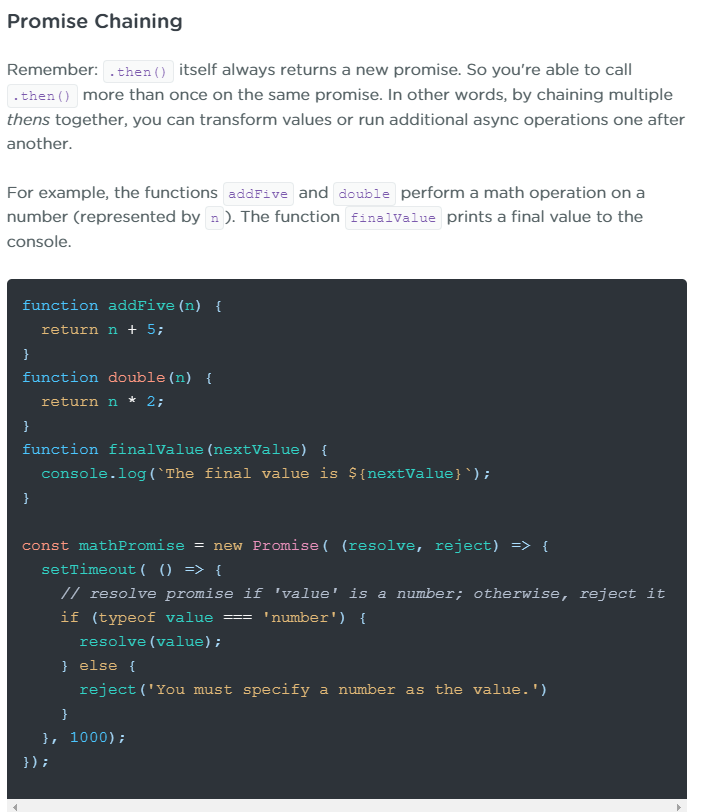 Promise Chaining
Remember: .then() itself always returns a new promise. So you're able to call
.then() more than once on the same promise. In other words, by chaining multiple
thens together, you can transform values or run additional async operations one after
another.
For example, the functions addFive and double perform a math operation on a
number (represented by n ). The function finalValue prints a final value to the
console.
function addFive(n) {
  return n + 5;
}
function double(n) {
  return n * 2;
}
function finalValue(nextValue) {
  console.log(`The final value is ${nextValue}`);
}
const mathPromise = new Promise( (resolve, reject) => {
  setTimeout( () => {
    // resolve promise if 'value' is a number; otherwise, reject it
    if (typeof value === 'number') {
      resolve(value);
    } else {
      reject('You must specify a number as the value.')
    }
  }, 1000);
});